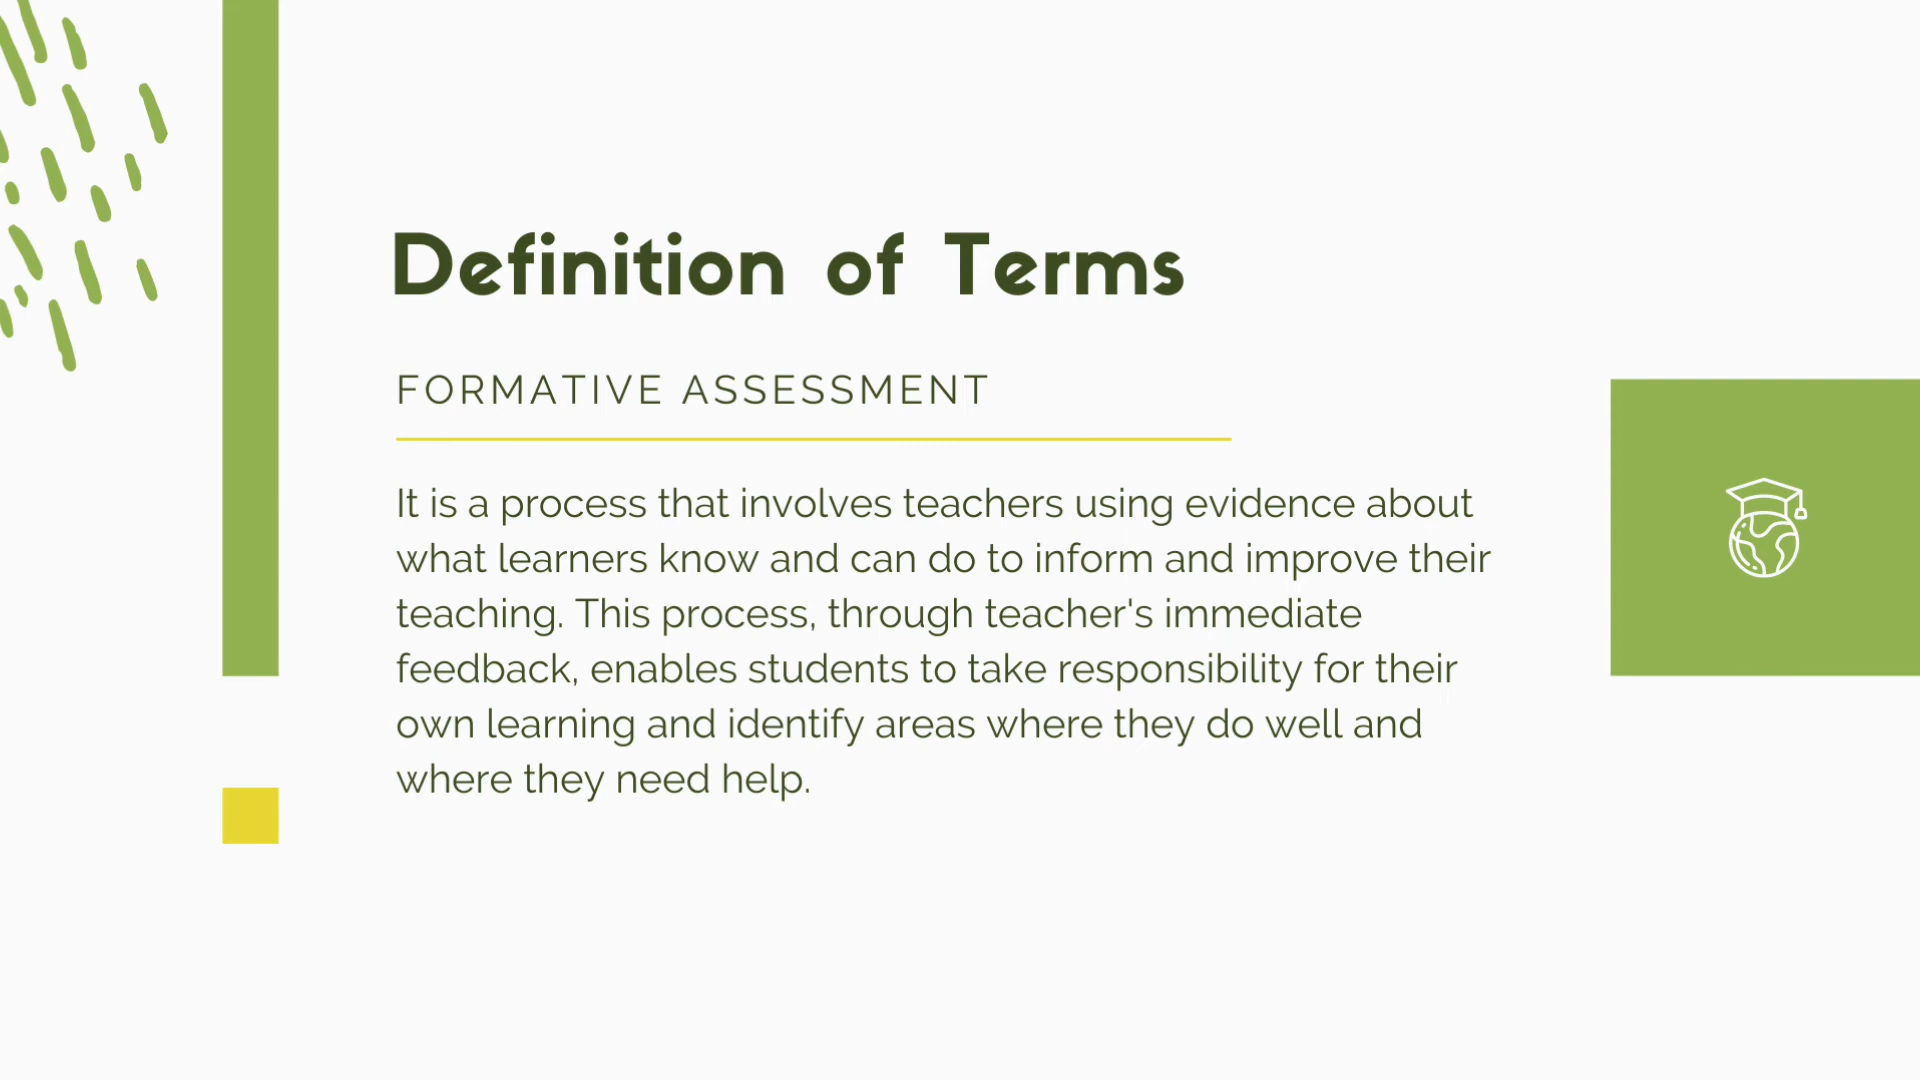 Definition of Terms
FORMATIVE ASSESSMENT
It is a process that involves teachers using evidence about
what learners know and can do to inform and improve their
teaching. This process, through teacher's immediate
feedback, enables students to take responsibility for their
own learning and identify areas where they do well and
where they need help.